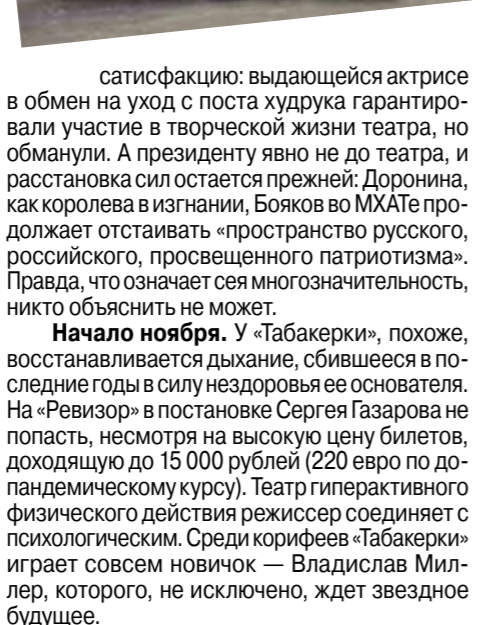 сатисфакцию: выдающейся актрисе
в обмен на уход с поста худрука гарантиро-
вали участие в творческой жизни театра, но
обманули. А президенту явно не до театра, и
расстановка сил остается прежней: Доронина,
как королева в изгнании, Бояков во МХАТе про-
должает отстаивать «пространство русского,
российского, просвещенного патриотизма».
Правда, что означает сея многозначительность,
никто объяснить не может.
Начало ноября. У «Табакерки», похоже,
восстанавливается дыхание, сбившееся в по-
следние годы в силу нездоровья ее основателя.
На «Ревизор» в постановке Сергея Газарова не
попасть, несмотря на высокую цену билетов,
доходящую до 15 000 рублей (220 евро по до-
пандемическому курсу). Театр гиперактивного
физического действия режиссер соединяет с
психологическим. Среди корифеев «Табакерки»
играет совсем новичок — Владислав Мил-
лер, которого, не исключено, ждет звездное
будущее.